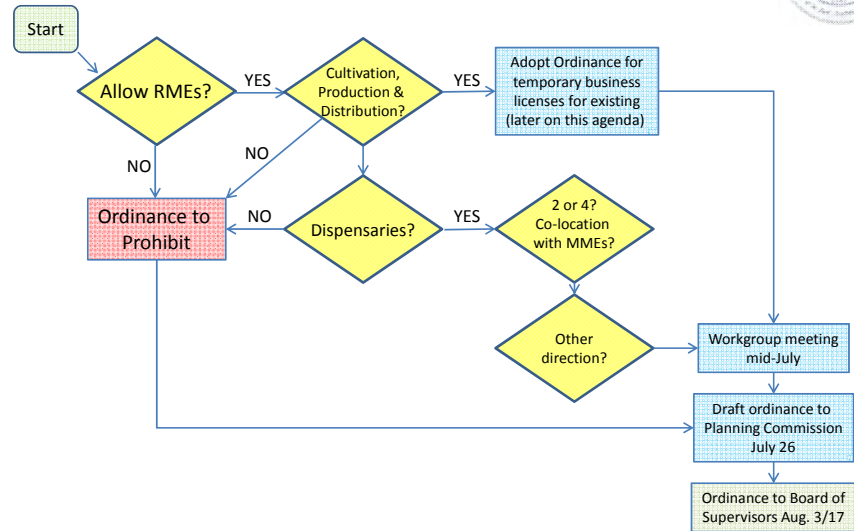 Start
Allow RMEs?
YES
Cultivation,
Production &
Distribution?
YES
Adopt Ordinance for
temporary business
licenses for existing
(later on this agenda)
NO
NO
Ordinance to
Prohibit
NO
Dispensaries?
YES
2 or 4?
Co-location
with MMEs?
Other
direction?
Workgroup meeting
mid-July
Draft ordinance to
Planning Commission
July 26
Ordinance to Board of
Supervisors Aug. 3/17